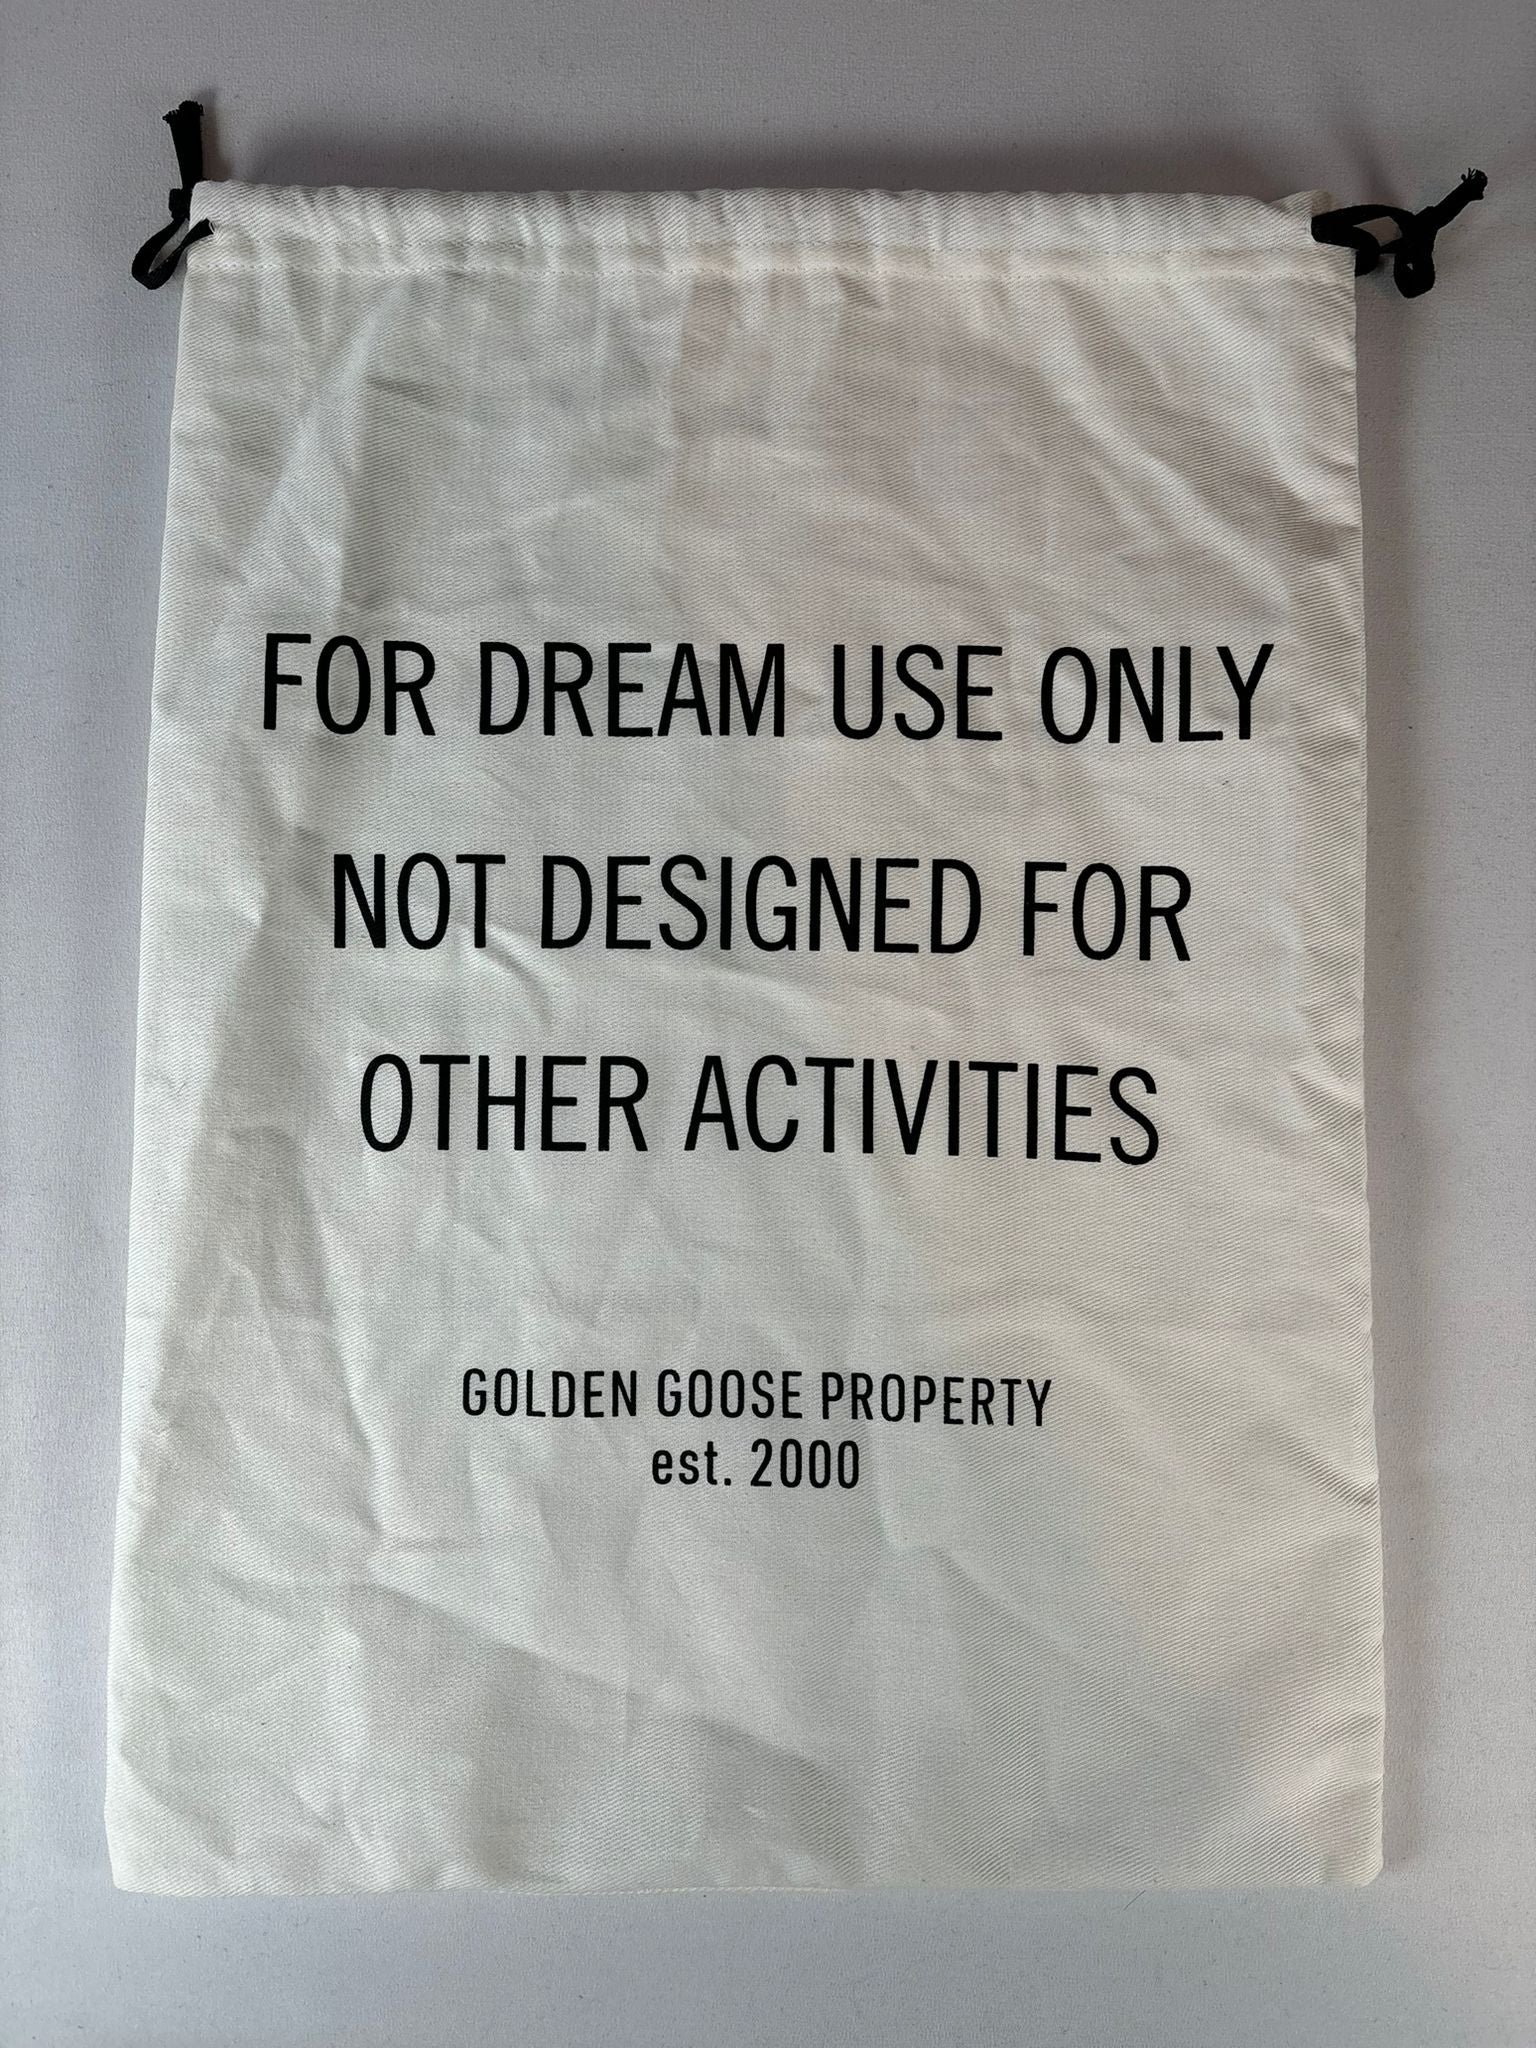 FOR DREAM USE ONLY
NOT DESIGNED FOR
OTHER ACTIVITIES
GOLDEN GOOSE PROPERTY
est. 2000